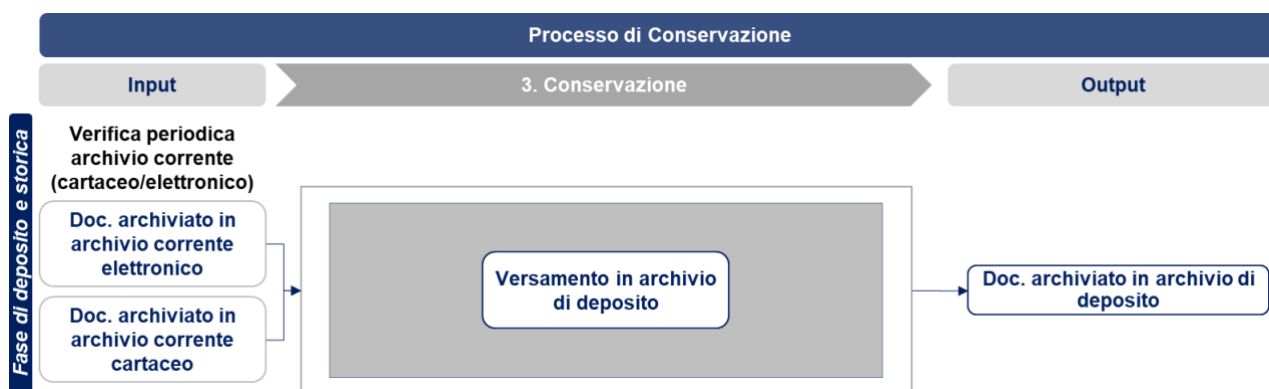 Processo di Conservazione
Input
3. Conservazione
Output
Fase di deposito e storica
Verifica periodica
archivio corrente
(cartaceo/elettronico)
Doc. archiviato in
archivio corrente
elettronico
Doc. archiviato in
archivio corrente
cartaceo
Versamento in archivio
di deposito
Doc. archiviato in archivio di
deposito